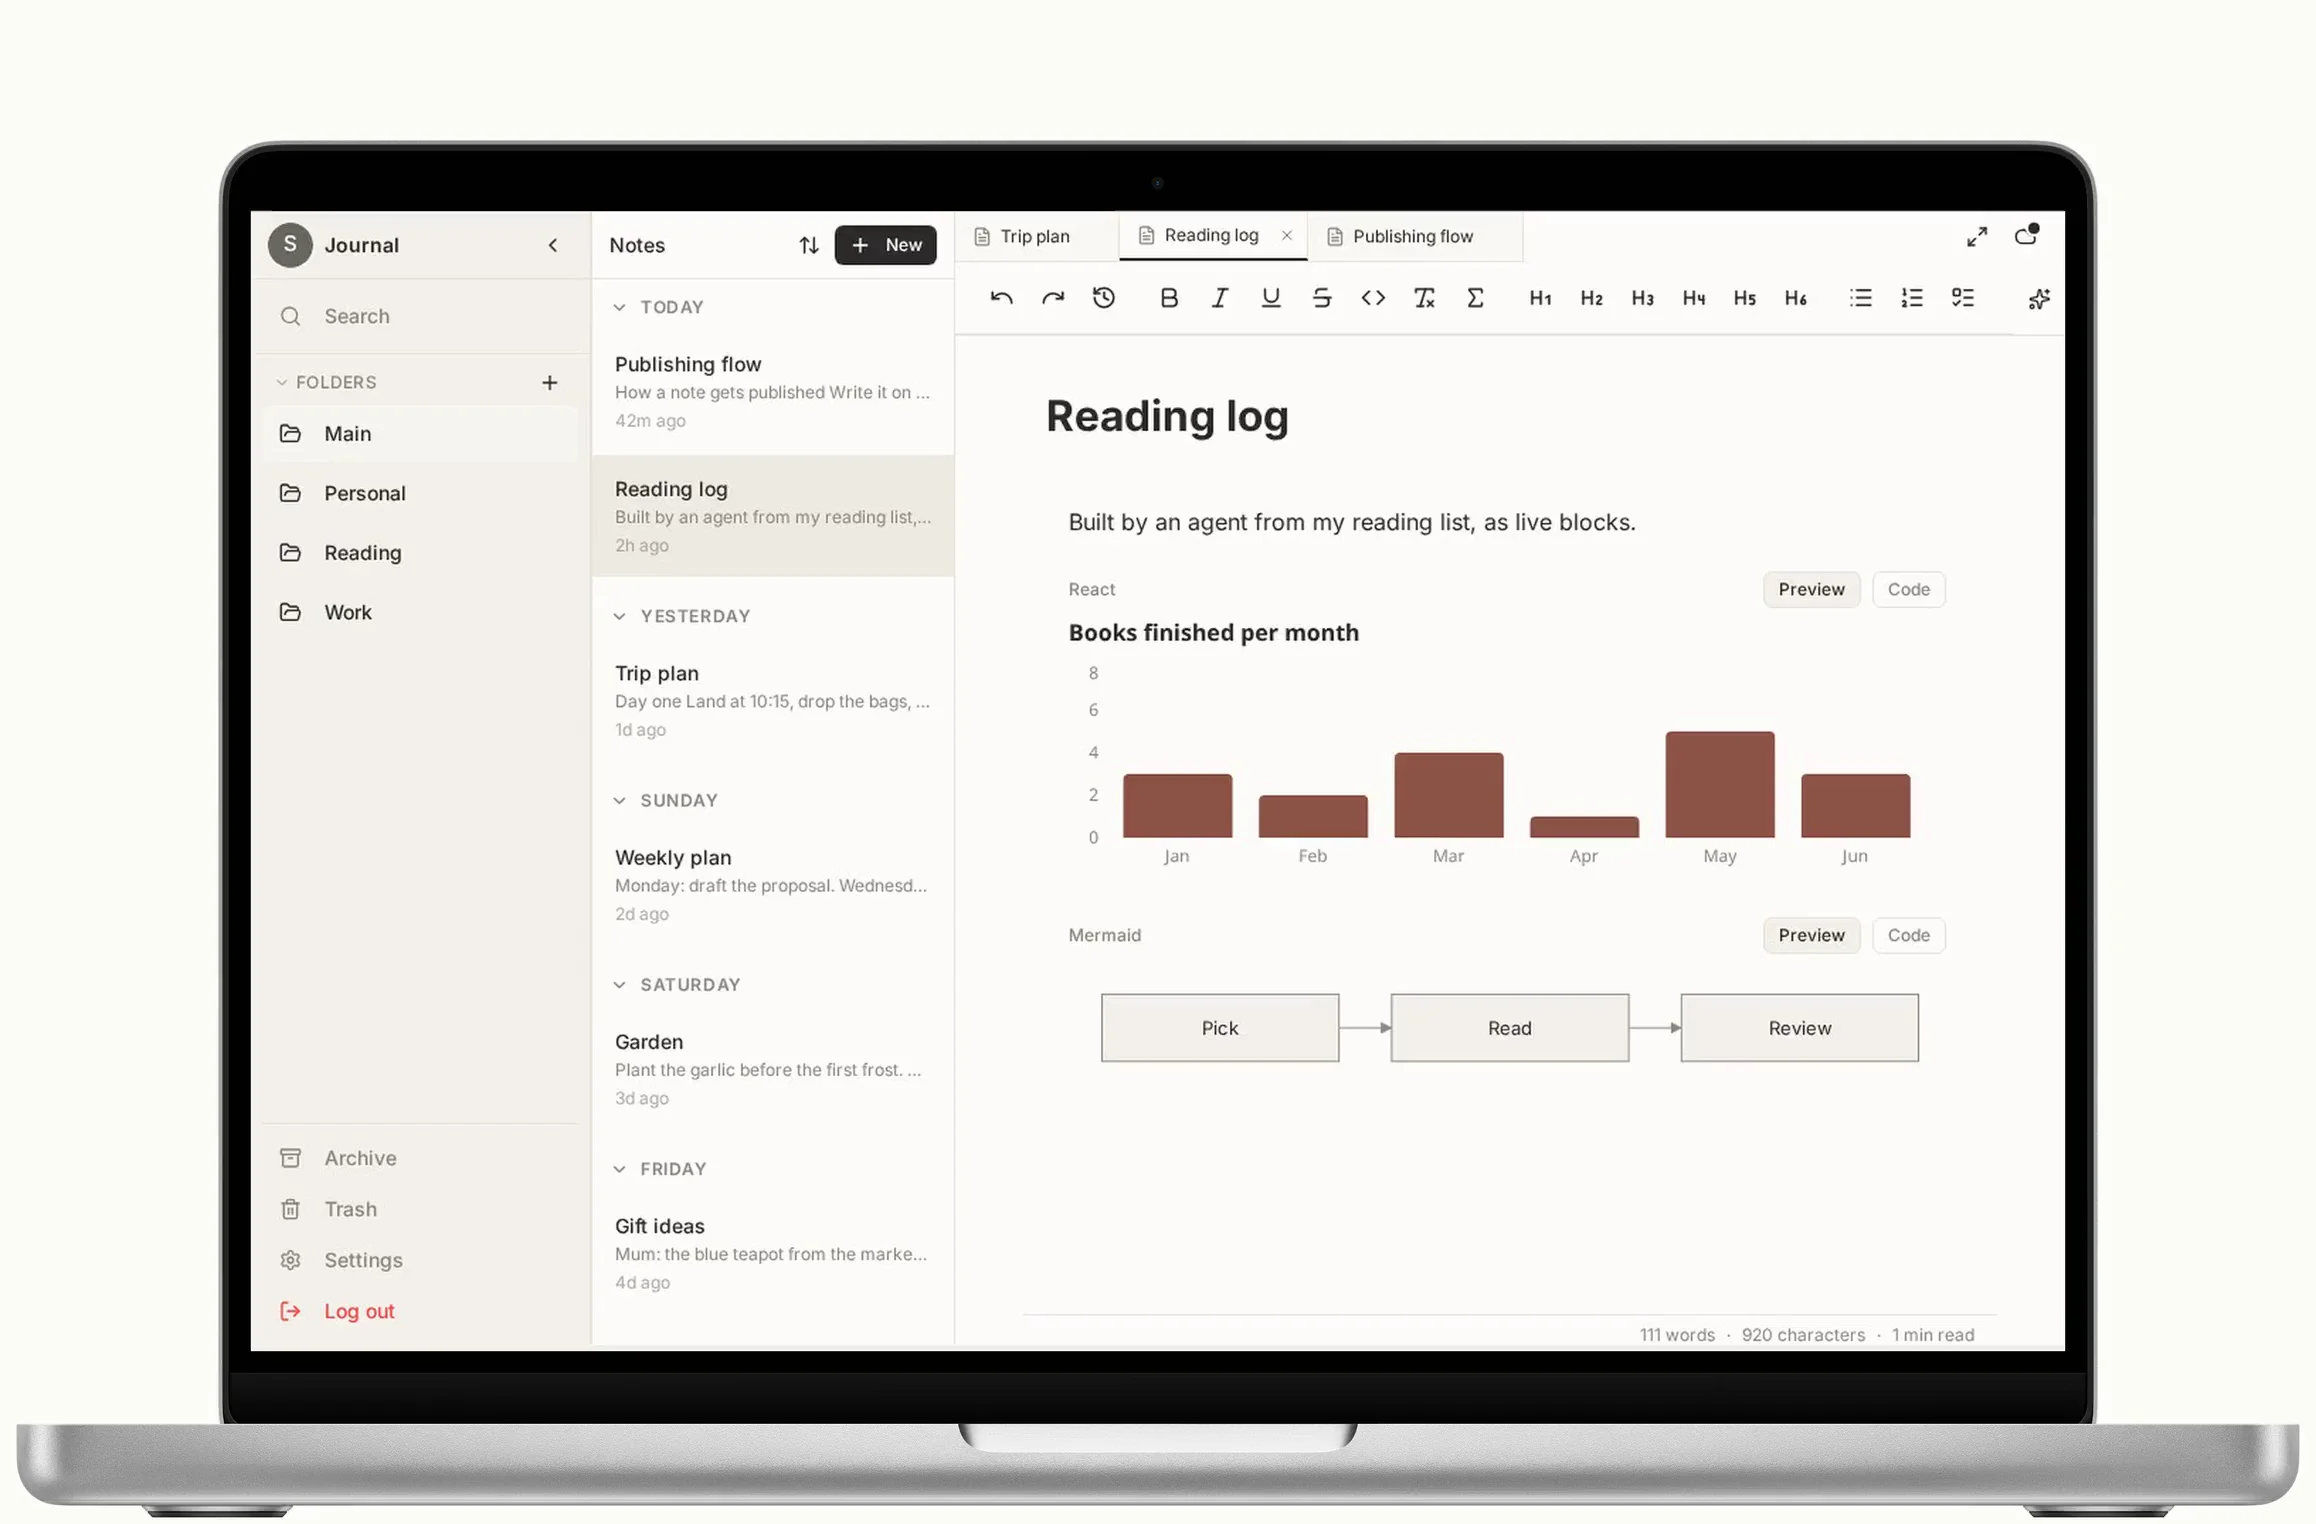 S Journal
Search
FOLDERS
Main
Personal
Reading
Work
Archive
Trash
Settings
Log out
Notes
New
TODAY
Publishing flow
How a note gets published Write it on ...
42m ago
Reading log
Built by an agent from my reading list,...
2h ago
YESTERDAY
Trip plan
Day one Land at 10:15, drop the bags, ...
1d ago
SUNDAY
Weekly plan
Monday: draft the proposal. Wednesd...
2d ago
SATURDAY
Garden
Plant the garlic before the first frost. ...
3d ago
FRIDAY
Gift ideas
Mum: the blue teapot from the marke...
4d ago
Trip plan Reading log Publishing flow
B I U S T Σ H1 H2 H3 H4 H5 H6
Reading log
Built by an agent from my reading list, as live blocks.
React Preview Code
Books finished per month
8
6
4
2
0
Jan Feb Mar Apr May Jun
Mermaid Preview Code
Pick Read Review
111 words · 920 characters · 1 min read